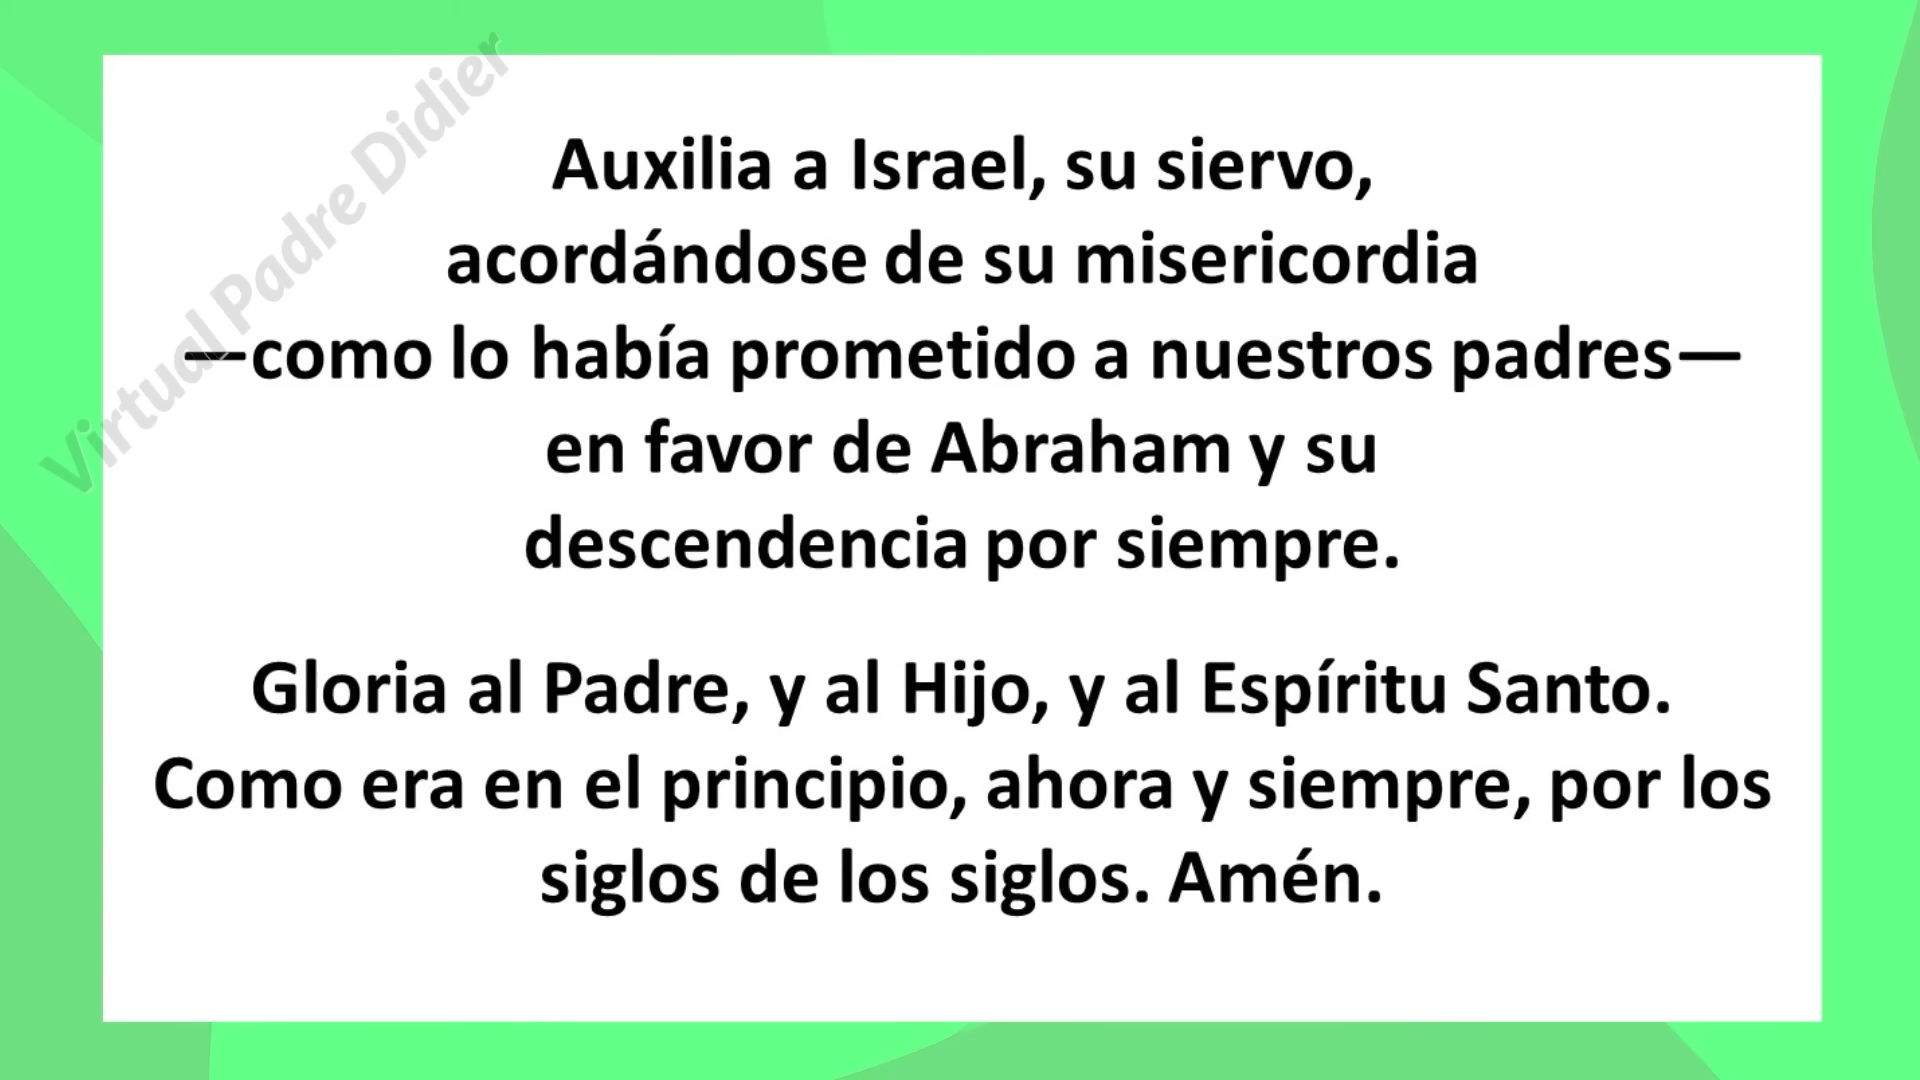 Virtual Padre Didier
Auxilia a Israel, su siervo,
acordándose de su misericordia
—como lo había prometido a nuestros padres—
en favor de Abraham y su
descendencia por siempre.
Gloria al Padre, y al Hijo, y al Espíritu Santo.
Como era en el principio, ahora y siempre, por los
siglos de los siglos. Amén.